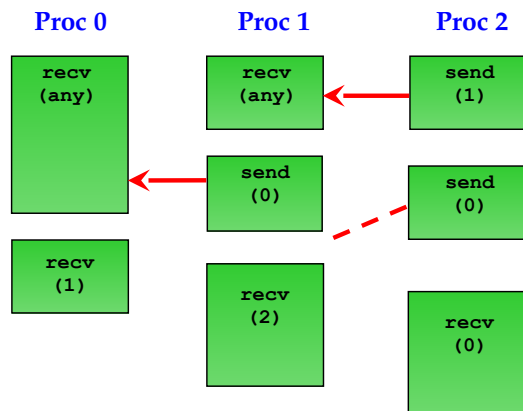 Proc 0
Proc 1
Proc 2
recv
(any)
recv
(any)
send
(1)
send
(0)
send
(0)
recv
(1)
recv
(2)
recv
(0)